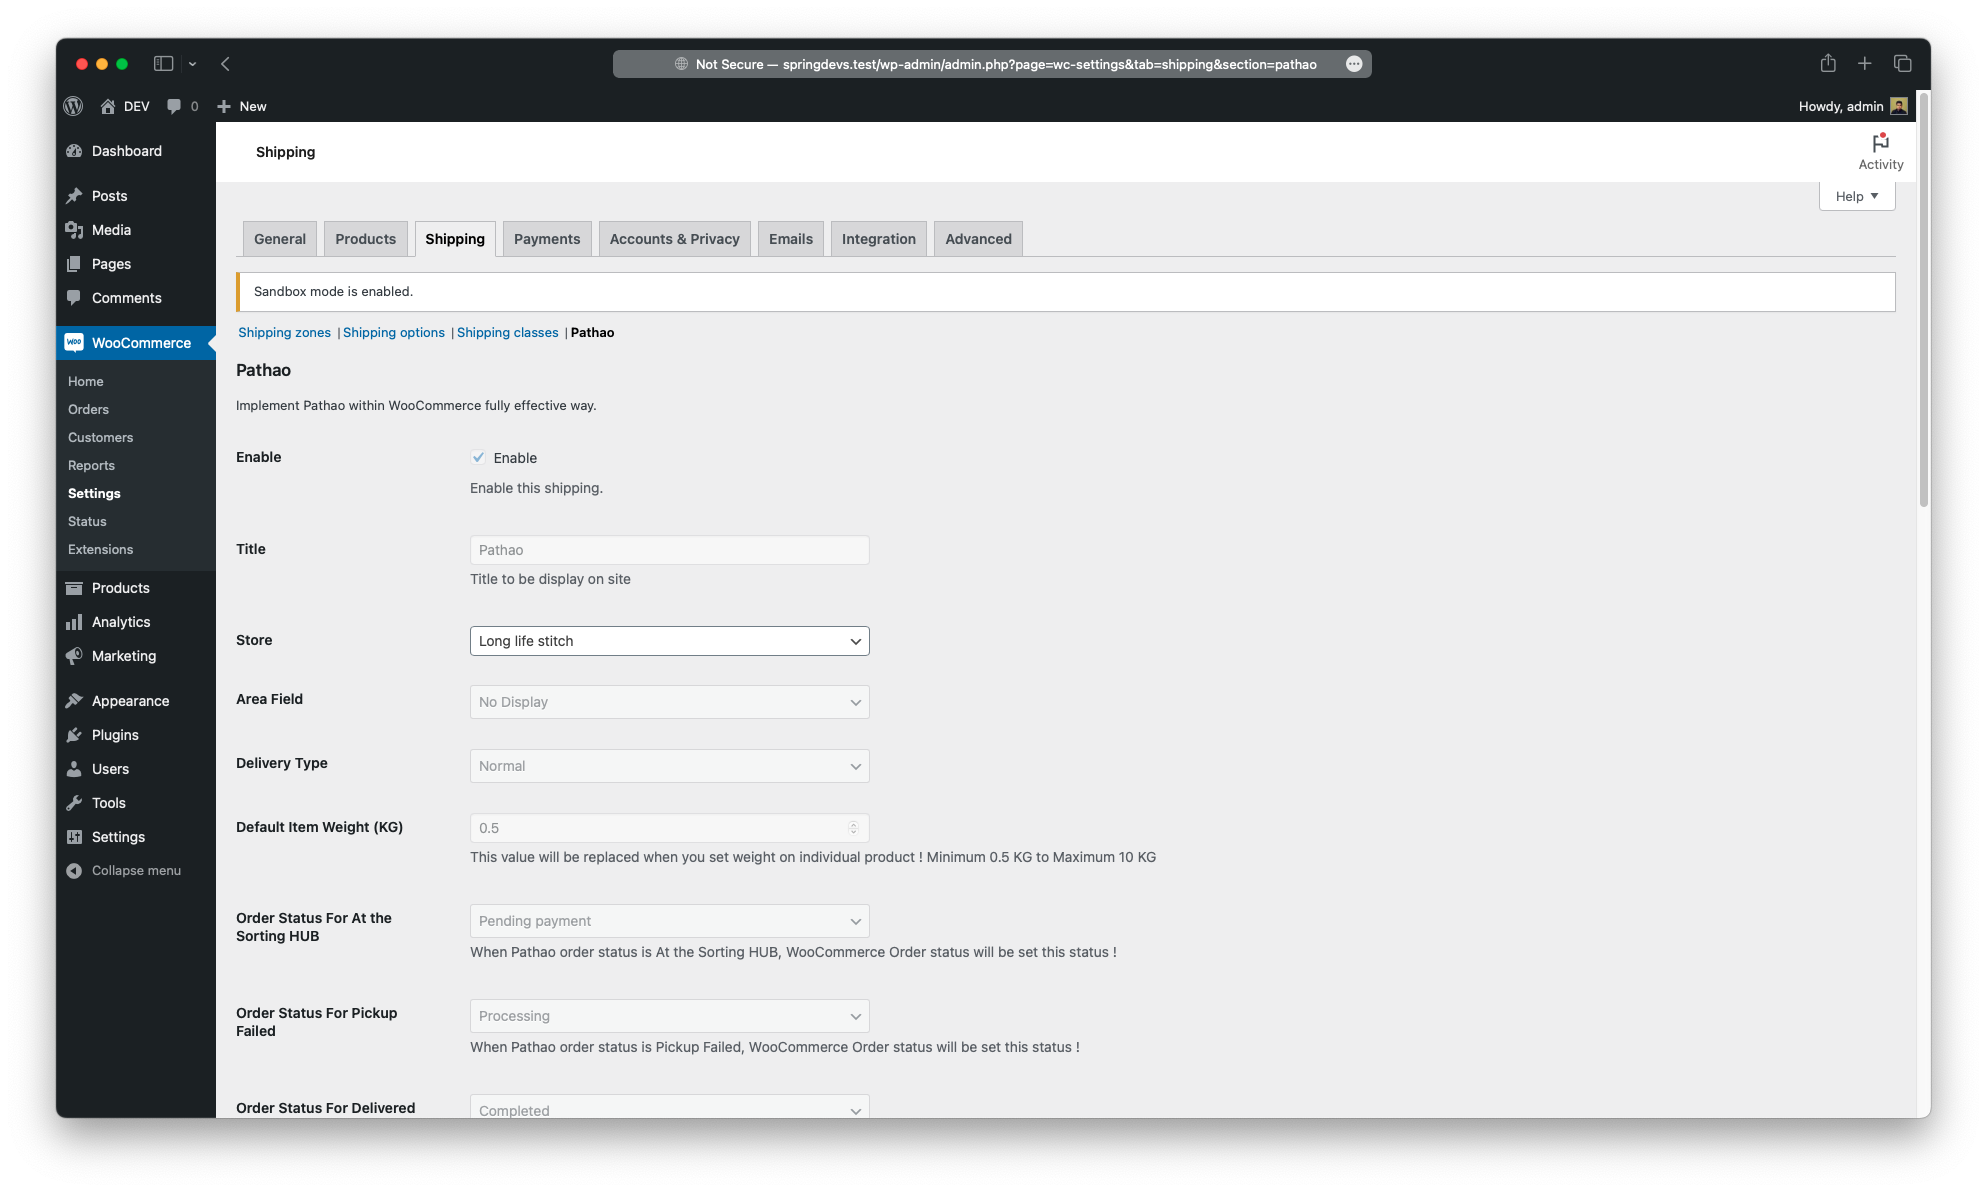 Not Secure — springdevs.test/wp-admin/admin.php?page=wc-settings&tab=shipping&section=pathao
DEV 0 New
Howdy, admin
Dashboard
Posts
Media
Pages
Comments
WooCommerce
Home
Orders
Customers
Reports
Settings
Status
Extensions
Products
Analytics
Marketing
Appearance
Plugins
Users
Tools
Settings
Collapse menu
Shipping
Activity
Help
General Products Shipping Payments Accounts & Privacy Emails Integration Advanced
Sandbox mode is enabled.
Shipping zones | Shipping options | Shipping classes | Pathao
Pathao
Implement Pathao within WooCommerce fully effective way.
Enable
Enable
Enable this shipping.
Title
Pathao
Title to be display on site
Store
Long life stitch
Area Field
No Display
Delivery Type
Normal
Default Item Weight (KG)
0.5
This value will be replaced when you set weight on individual product ! Minimum 0.5 KG to Maximum 10 KG
Order Status For At the
Sorting HUB
Pending payment
When Pathao order status is At the Sorting HUB, WooCommerce Order status will be set this status !
Order Status For Pickup
Failed
Processing
When Pathao order status is Pickup Failed, WooCommerce Order status will be set this status !
Order Status For Delivered
Completed